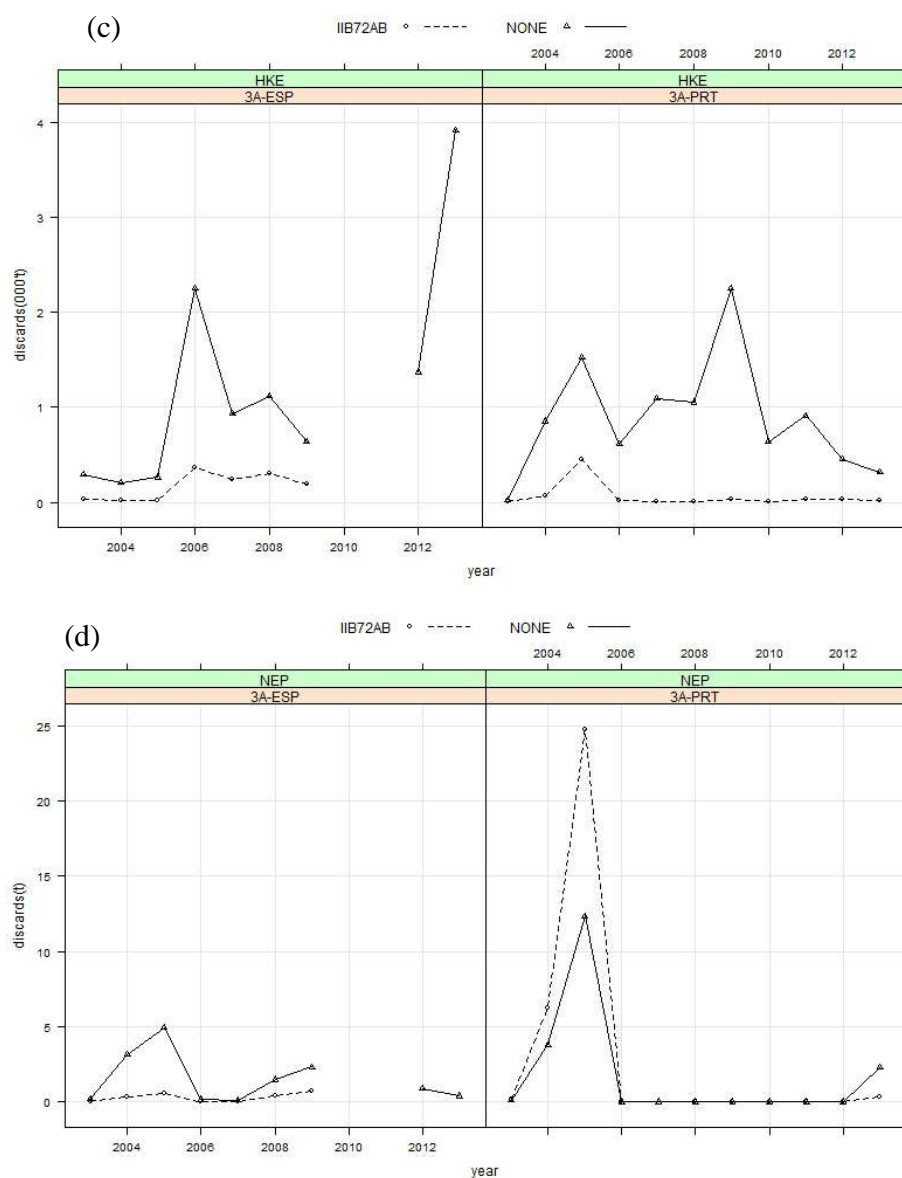 (c)
IIB72AB NONE
2004 2006 2008 2010 2012
HKE HKE
3A-ESP 3A-PRT
4
3
2
1
0
discards(000't)
2004 2006 2008 2010 2012
year
(d)
IIB72AB NONE
2004 2006 2008 2010 2012
NEP NEP
3A-ESP 3A-PRT
25
20
15
10
5
0
discards(t)
2004 2006 2008 2010 2012
year